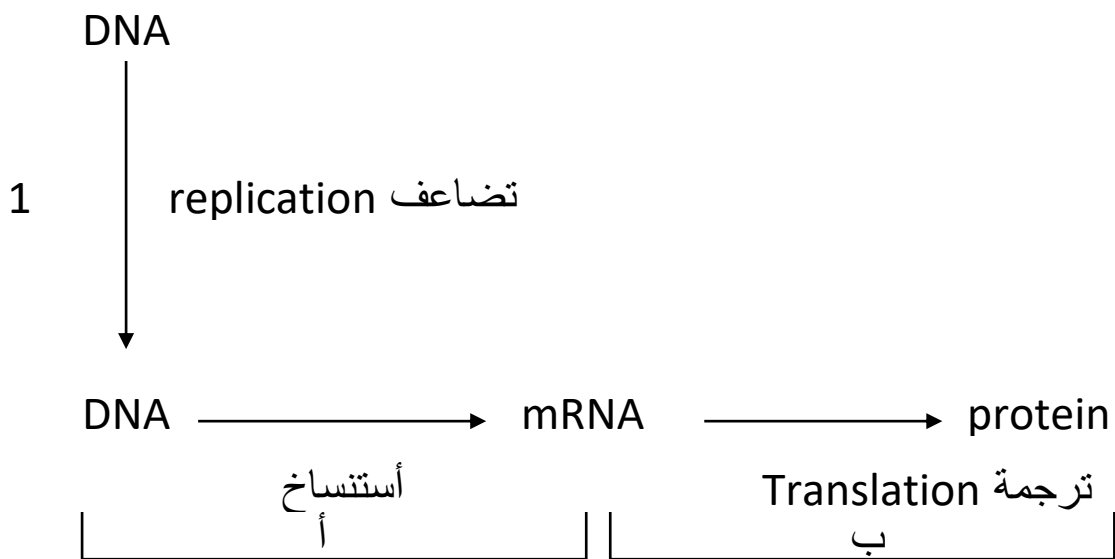 DNA
1 replication تضاعف
DNA mRNA protein
أستنساخ Translation ترجمة
أ ب